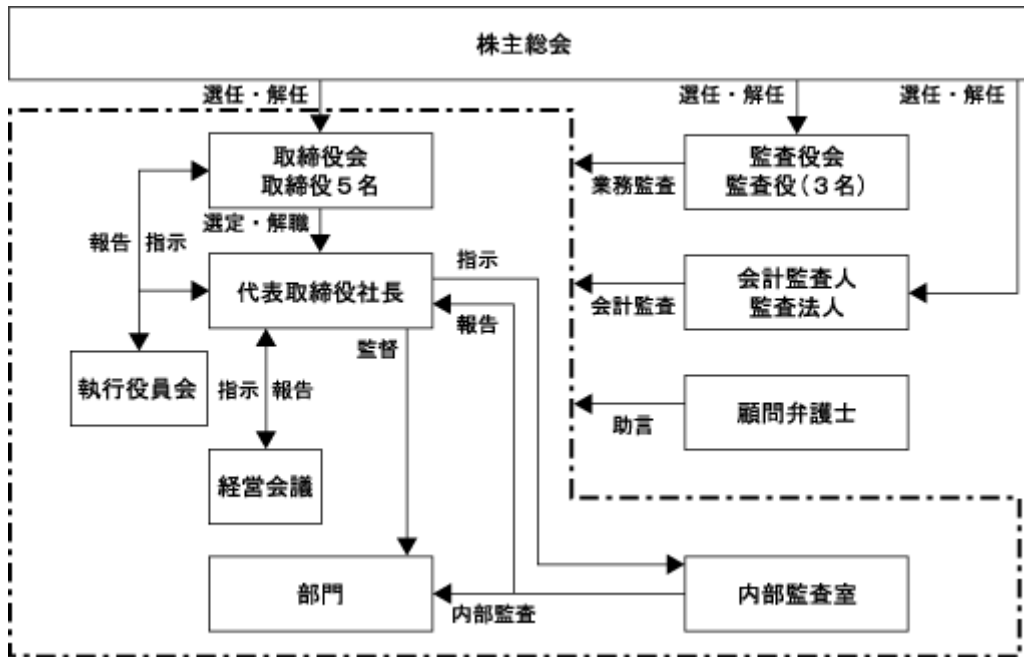 株主総会
選任・解任
選任・解任
選任・解任
取締役会
取締役5名
監査役会
監査役(3名)
業務監査
選定・解職
報告
指示
代表取締役社長
指示
報告
会計監査人
監査法人
会計監査
監督
執行役員会
指示
報告
顧問弁護士
助言
経営会議
部門
内部監査
内部監査室